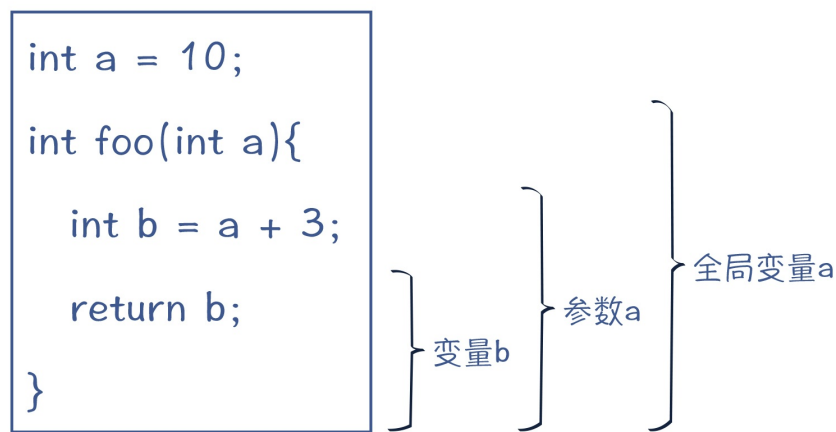 int a = 10;
int foo(int a){
int b = a + 3;
return b;
}
变量b
参数a
全局变量a